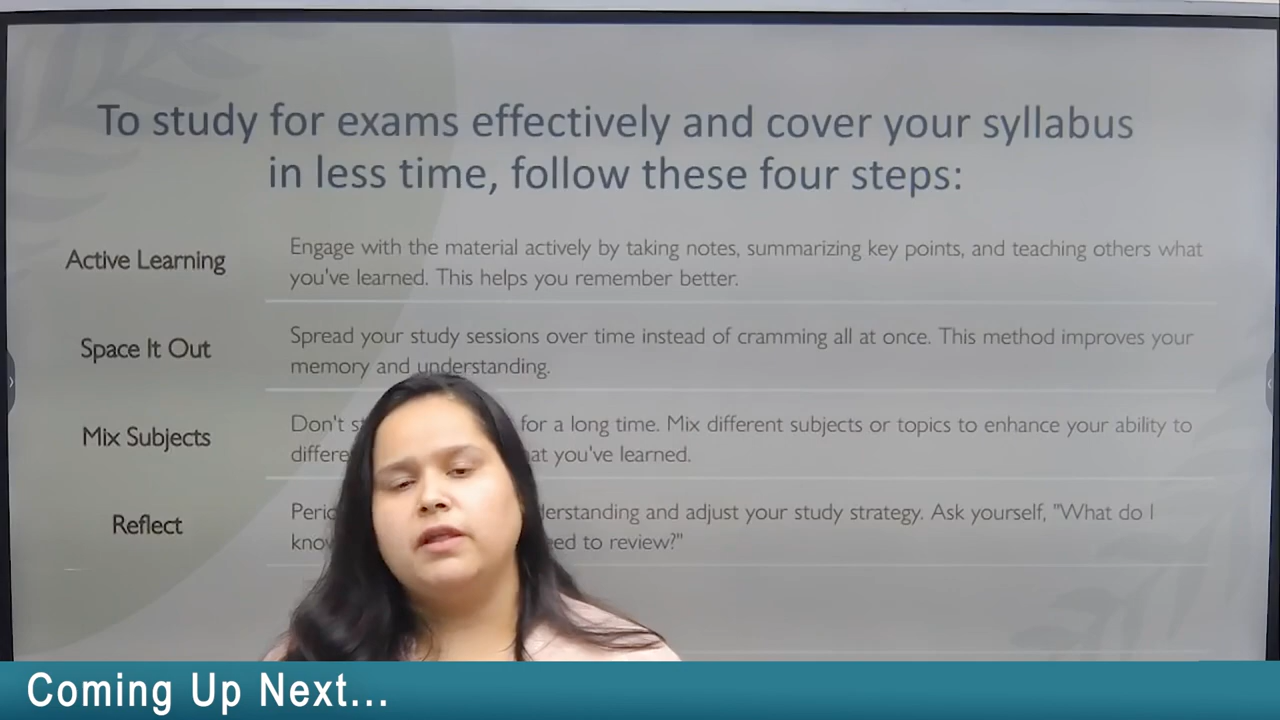 To study for exams effectively and cover your syllabus
in less time, follow these four steps:
Active Learning
Engage with the material actively by taking notes, summarizing key points, and teaching others what
you've learned. This helps you remember better.
Space It Out
Spread your study sessions over time instead of cramming all at once. This method improves your
memory and understanding.
Mix Subjects
Don't for a long time. Mix different subjects or topics to enhance your ability to
you've learned.
Reflect
and adjust your study strategy. Ask yourself, "What do I
to review?"
Coming Up Next...